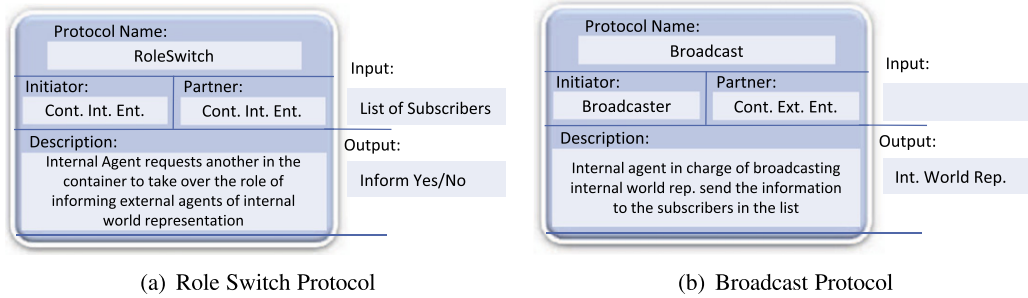 Protocol Name:
RoleSwitch
Initiator:
Partner:
Cont. Int. Ent.
Cont. Int. Ent.
Description:
Internal Agent requests another in the
container to take over the role of
informing external agents of internal
world representation
Input:
List of Subscribers
Output:
Inform Yes/No
(a) Role Switch Protocol
Protocol Name:
Broadcast
Initiator:
Partner:
Broadcaster
Cont. Ext. Ent.
Description:
Internal agent in charge of broadcasting
internal world rep. send the information
to the subscribers in the list
Input:
Output:
Int. World Rep.
(b) Broadcast Protocol